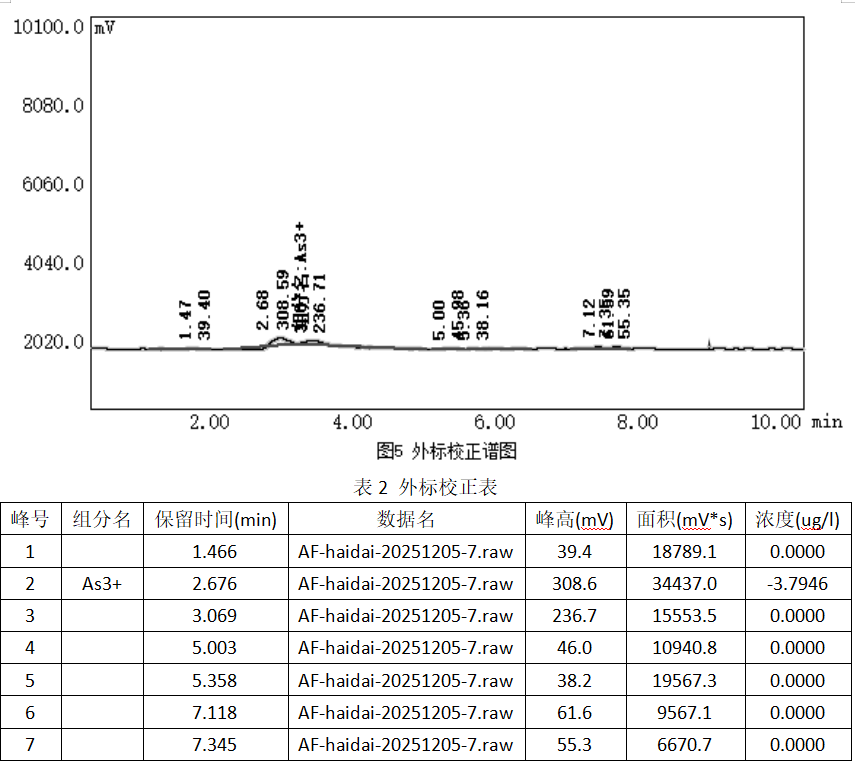 10100.0 mV
8080.0
6060.0
4040.0
2020.0
1.47
39.40
2.68
308.59
组分名:As3+
236.71
5.00
45.98
5.36
38.16
7.12
55.35
2.00 4.00 6.00 8.00 10.00 min
图5 外标校正谱图
表 2 外标校正表
峰号 组分名 保留时间(min) 数据名 峰高(mV) 面积(mV*s) 浓度(ug/l)
1 1.466 AF-haidai-20251205-7.raw 39.4 18789.1 0.0000
2 As3+ 2.676 AF-haidai-20251205-7.raw 308.6 34437.0 -3.7946
3 3.069 AF-haidai-20251205-7.raw 236.7 15553.5 0.0000
4 5.003 AF-haidai-20251205-7.raw 46.0 10940.8 0.0000
5 5.358 AF-haidai-20251205-7.raw 38.2 19567.3 0.0000
6 7.118 AF-haidai-20251205-7.raw 61.6 9567.1 0.0000
7 7.345 AF-haidai-20251205-7.raw 55.3 6670.7 0.0000